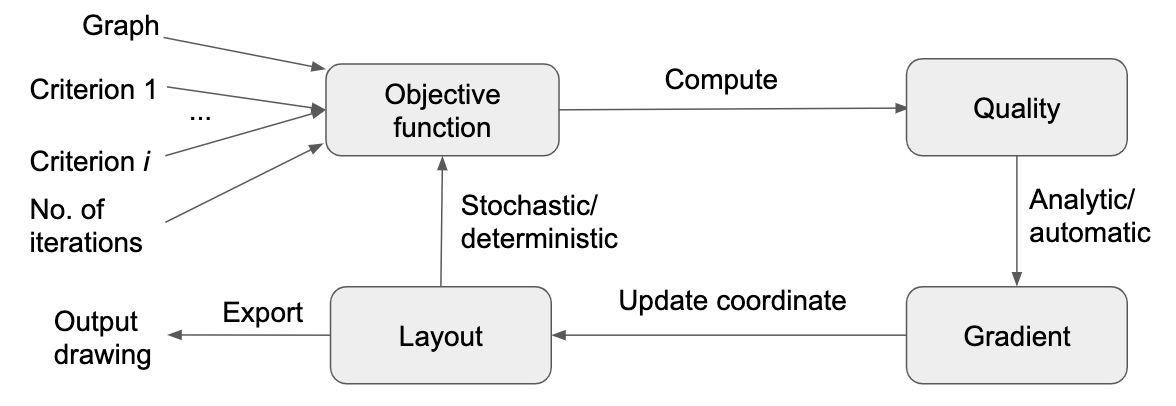 Graph
Criterion 1
...
Criterion i
No. of
iterations
Objective
function
Compute
Quality
Stochastic/
deterministic
Analytic/
automatic
Output
drawing
Export
Layout
Update coordinate
Gradient